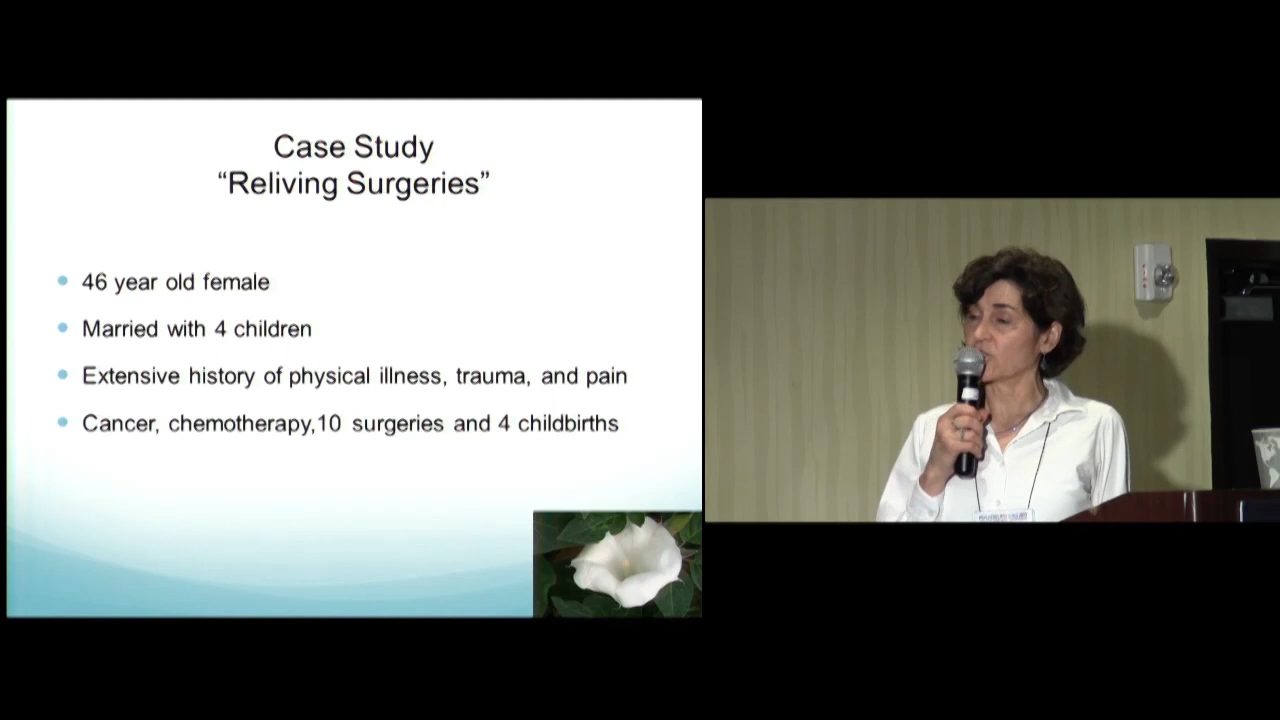 Case Study
“Reliving Surgeries”
46 year old female
Married with 4 children
Extensive history of physical illness, trauma, and pain
Cancer, chemotherapy,10 surgeries and 4 childbirths